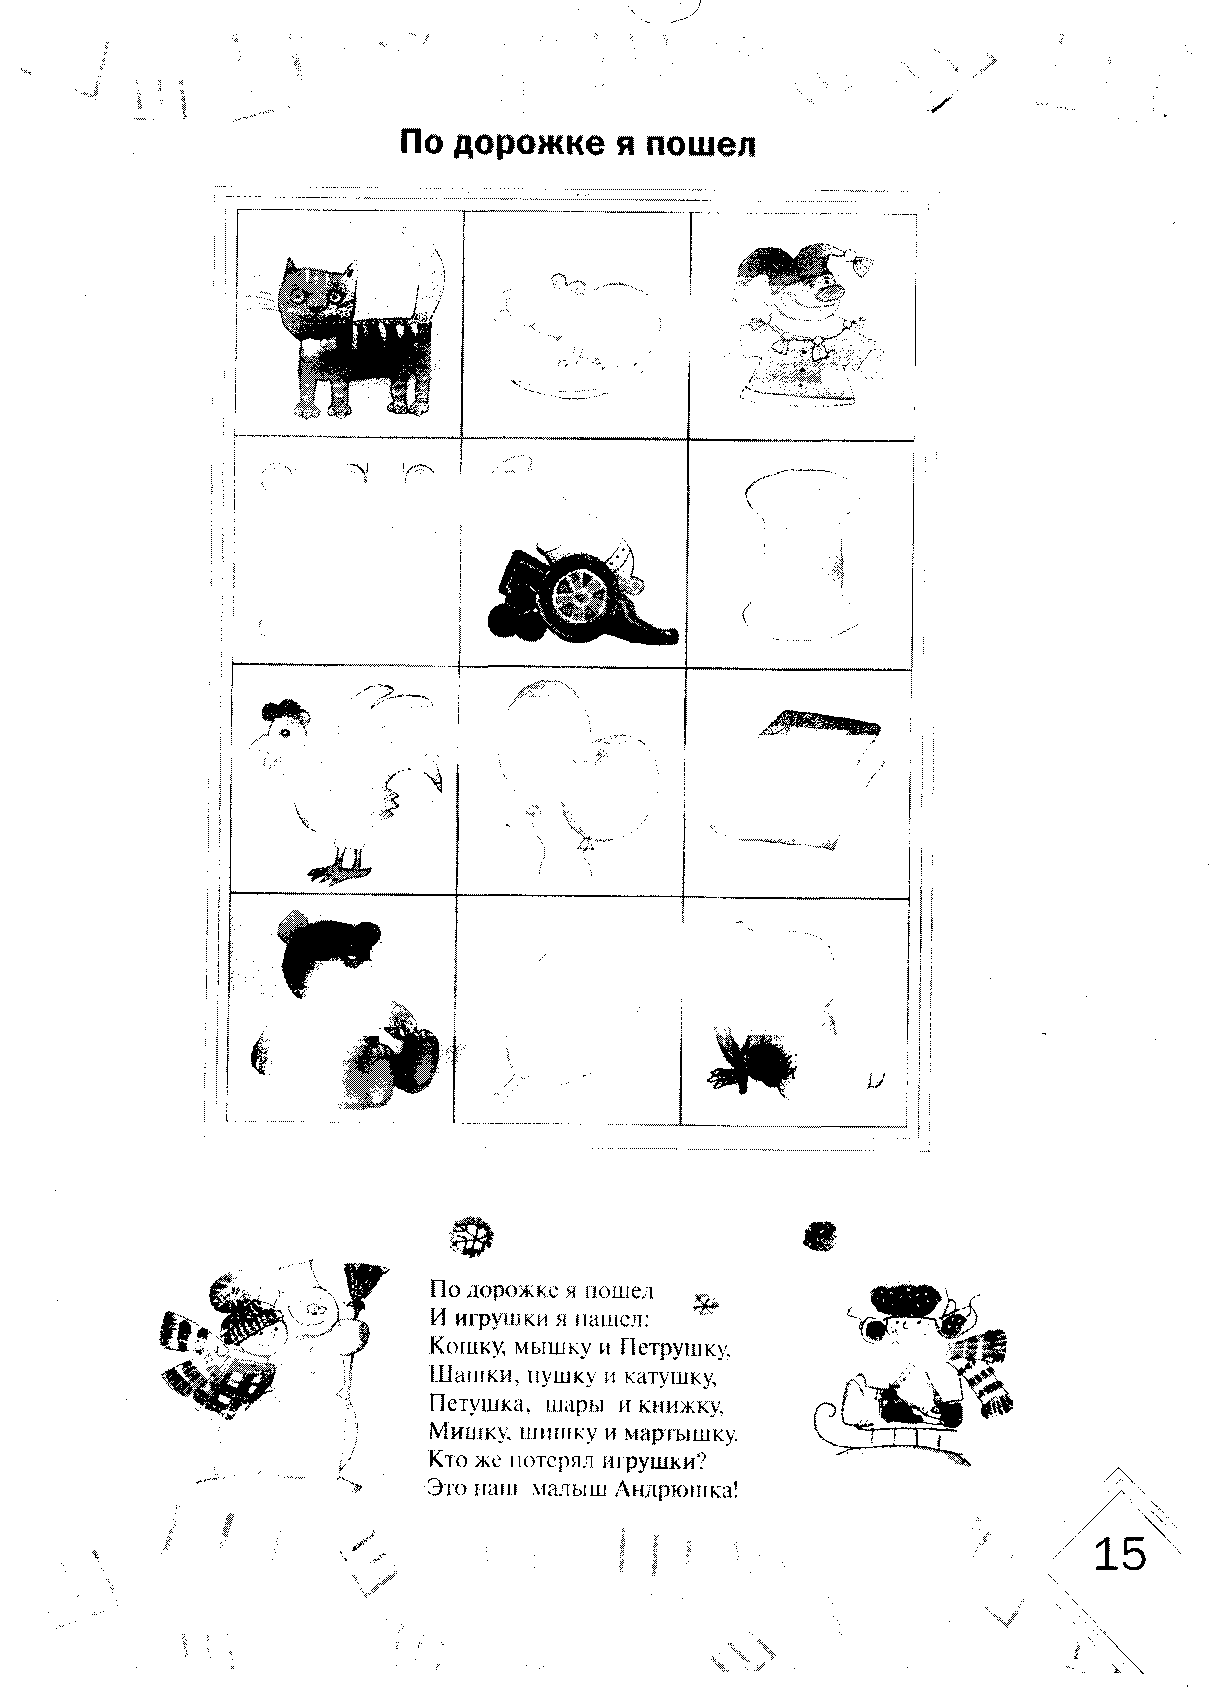 По дорожке я пошел
По дорожке я пошел
И игрушки я нашел:
Кошку, мышку и Петрушку,
Шашки, пушку и катушку,
Петушка, шары и книжку,
Мишку, шишку и мартышку.
Кто же потерял игрушки?
Это наш малыш Андрюшка!
15